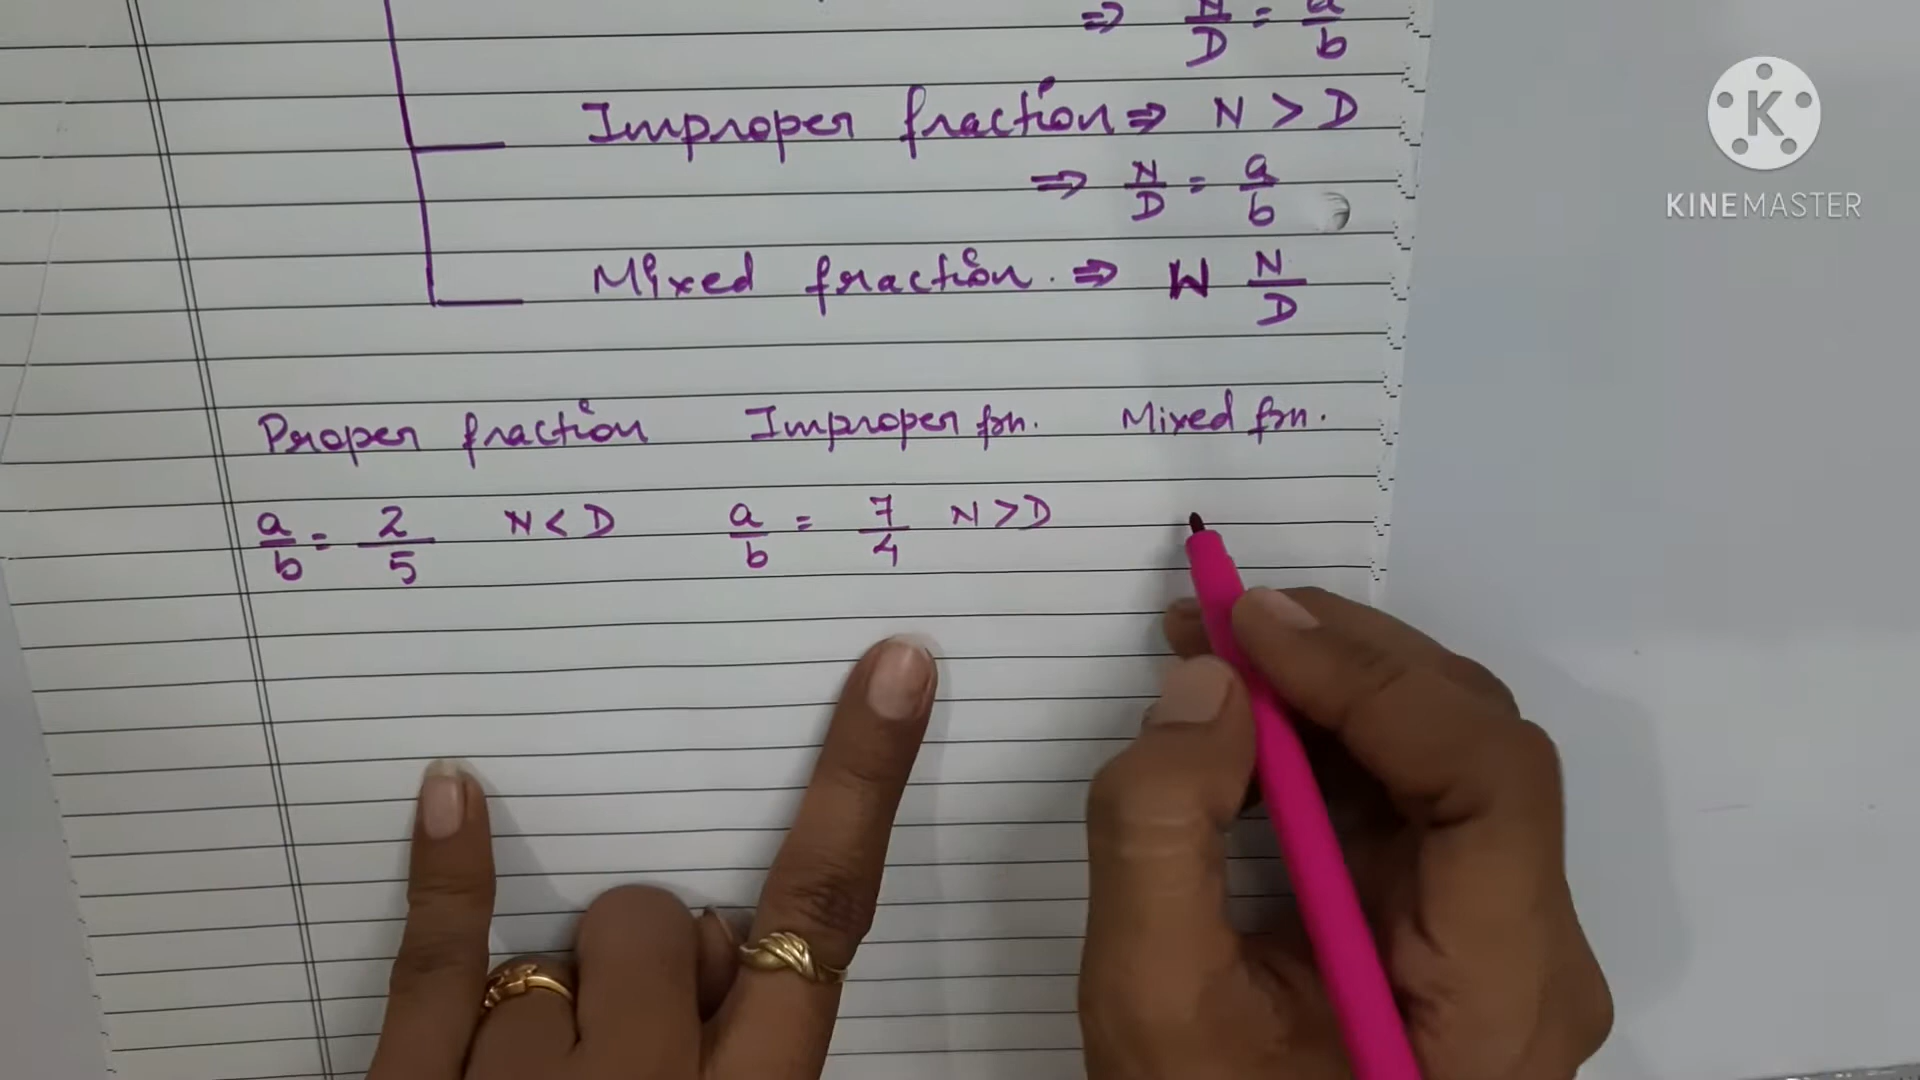 ⇒ N/D = a/b
Improper fraction ⇒ N > D
⇒ N/D = a/b
Mixed fraction. ⇒ W N/D
Proper fraction Improper frn. Mixed frn.
a/b = 2/5 N < D a/b = 7/4 N > D
K
KINEMASTER